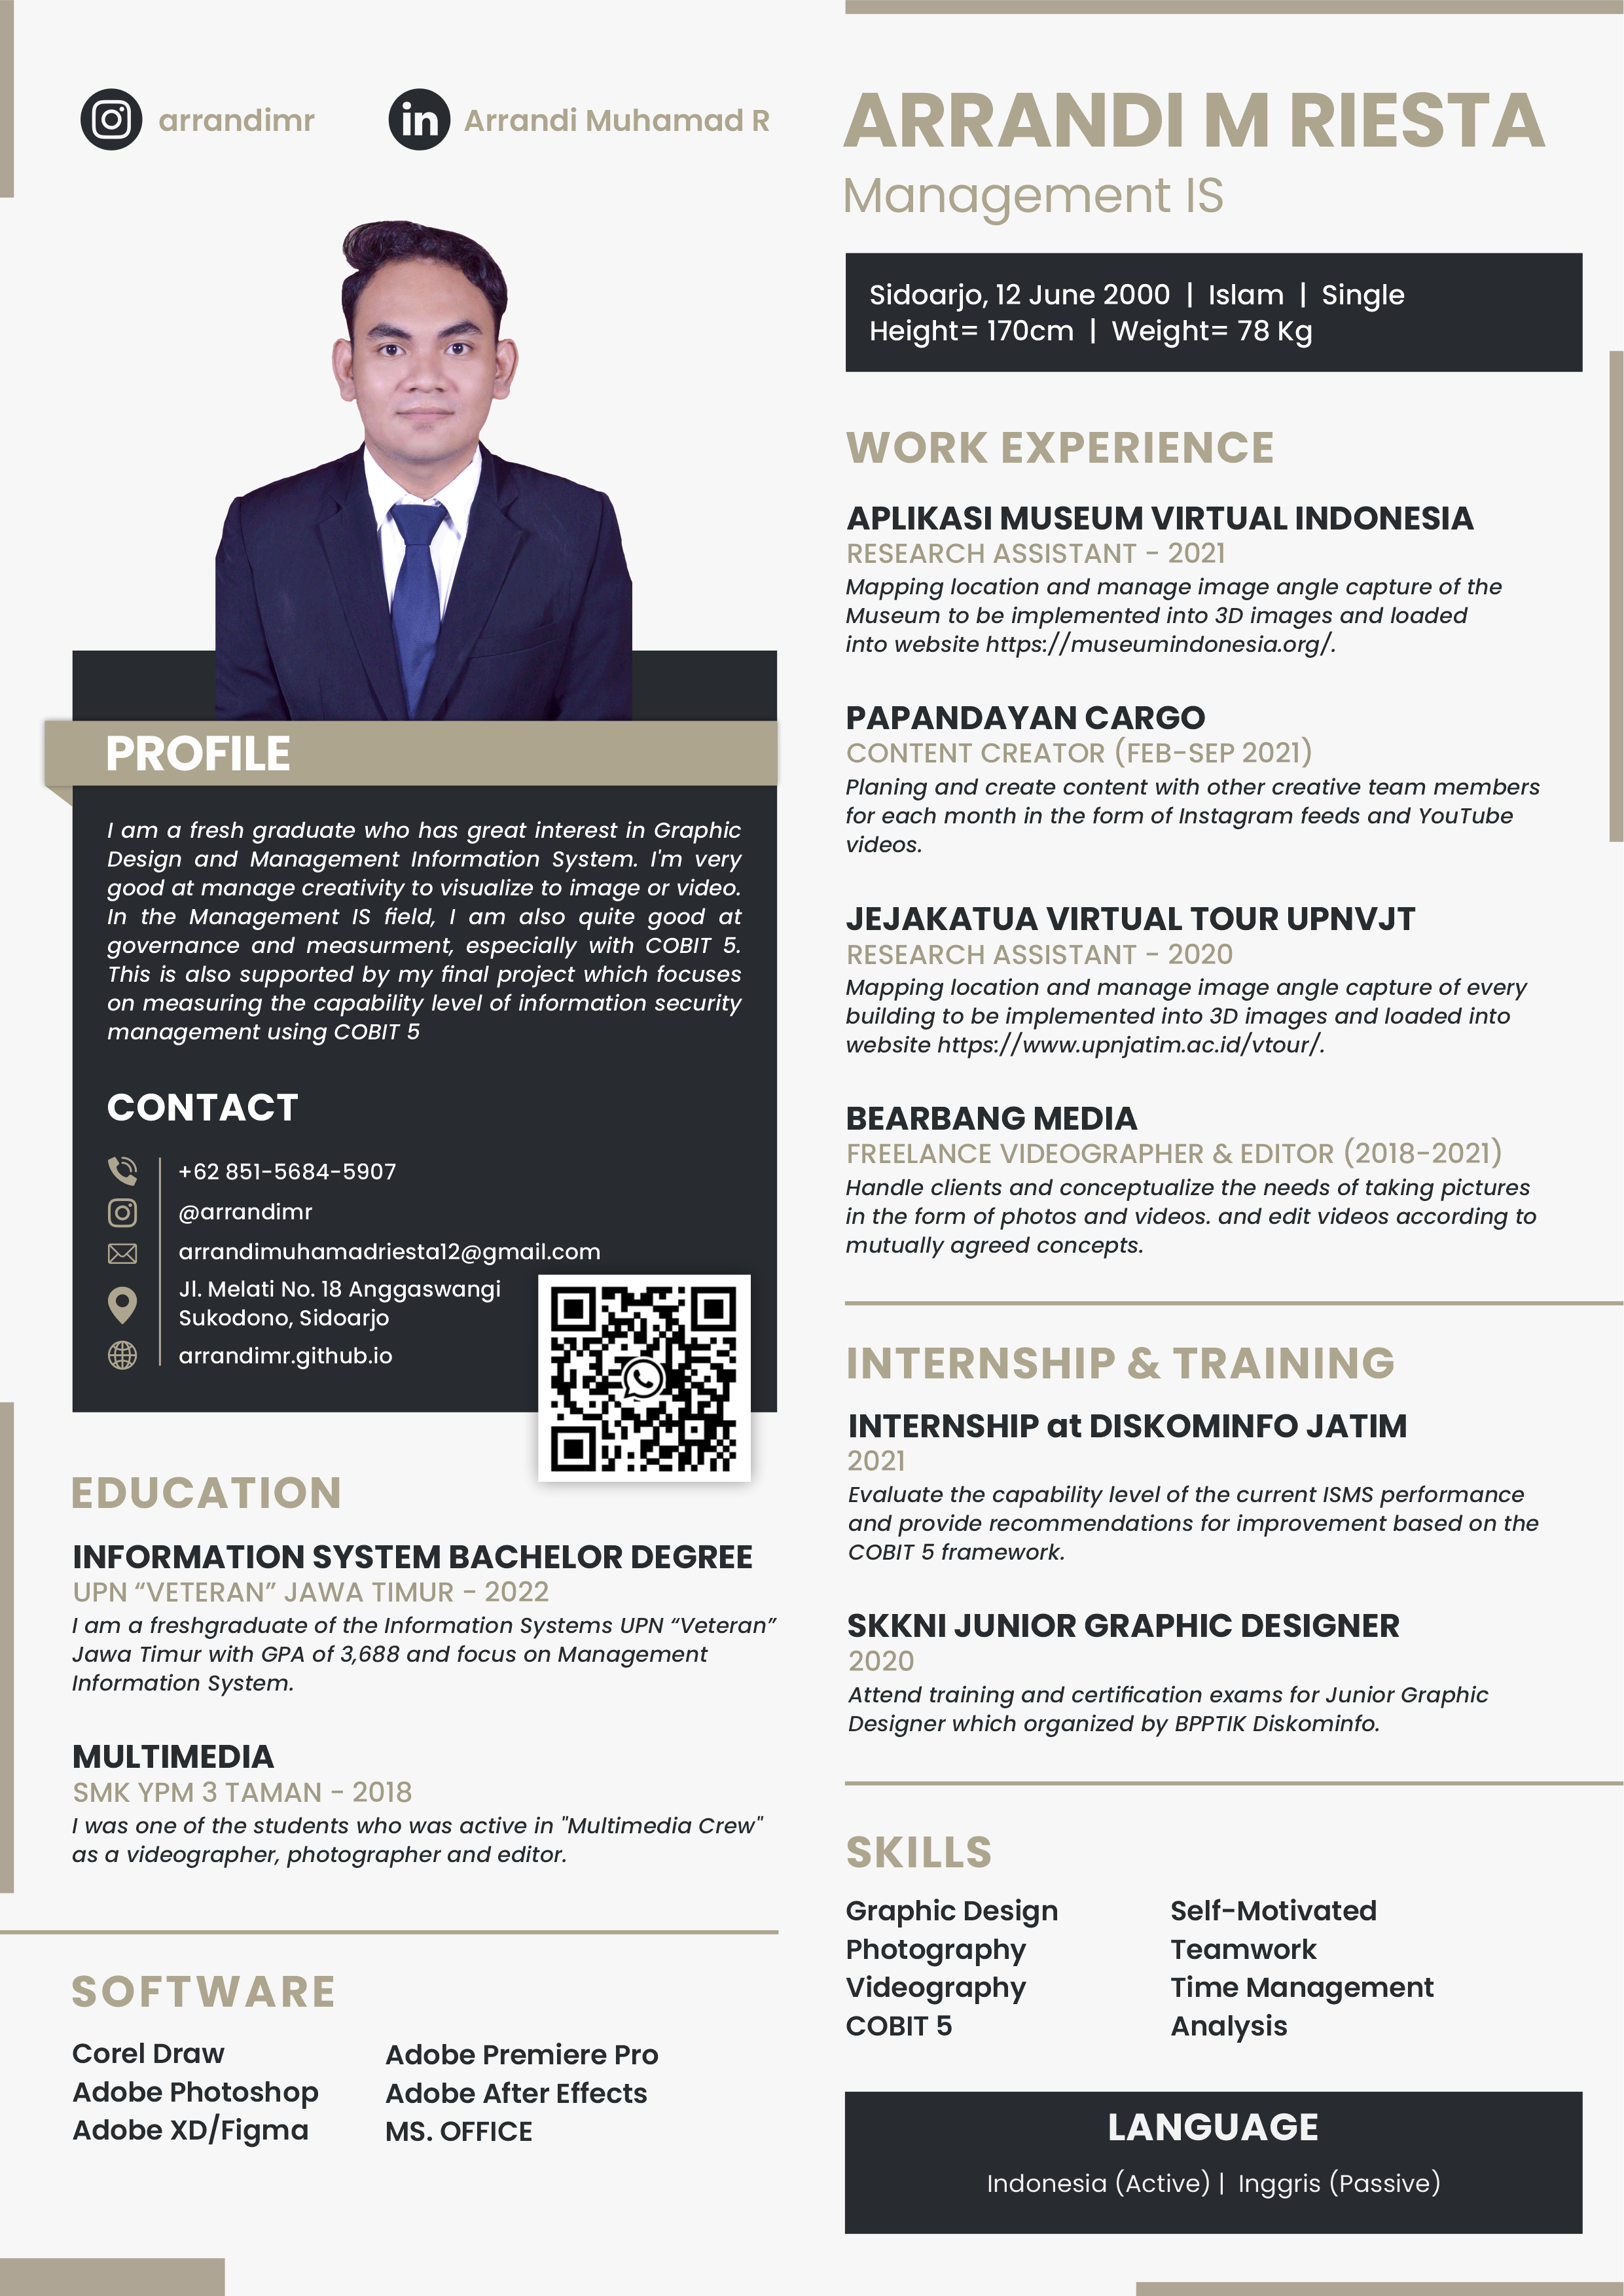 arrandimr
Arrandi Muhamad R
PROFILE
I am a fresh graduate who has great interest in Graphic
Design and Management Information System. I'm very
good at manage creativity to visualize to image or video.
In the Management IS field, I am also quite good at
governance and measurment, especially with COBIT 5.
This is also supported by my final project which focuses
on measuring the capability level of information security
management using COBIT 5
CONTACT
+62 851-5684-5907
@arrandimr
arrandimuhamadriesta12@gmail.com
Jl. Melati No. 18 Anggaswangi
Sukodono, Sidoarjo
arrandimr.github.io
EDUCATION
INFORMATION SYSTEM BACHELOR DEGREE
UPN “VETERAN” JAWA TIMUR - 2022
I am a freshgraduate of the Information Systems UPN “Veteran”
Jawa Timur with GPA of 3,688 and focus on Management
Information System.
MULTIMEDIA
SMK YPM 3 TAMAN - 2018
I was one of the students who was active in "Multimedia Crew"
as a videographer, photographer and editor.
SOFTWARE
Corel Draw
Adobe Photoshop
Adobe XD/Figma
Adobe Premiere Pro
Adobe After Effects
MS. OFFICE
ARRANDI M RIESTA
Management IS
Sidoarjo, 12 June 2000 | Islam | Single
Height= 170cm | Weight= 78 Kg
WORK EXPERIENCE
APLIKASI MUSEUM VIRTUAL INDONESIA
RESEARCH ASSISTANT - 2021
Mapping location and manage image angle capture of the
Museum to be implemented into 3D images and loaded
into website https://museumindonesia.org/.
PAPANDAYAN CARGO
CONTENT CREATOR (FEB-SEP 2021)
Planing and create content with other creative team members
for each month in the form of Instagram feeds and YouTube
videos.
JEJAKATUA VIRTUAL TOUR UPNVJT
RESEARCH ASSISTANT - 2020
Mapping location and manage image angle capture of every
building to be implemented into 3D images and loaded into
website https://www.upnjatim.ac.id/vtour/.
BEARBANG MEDIA
FREELANCE VIDEOGRAPHER & EDITOR (2018-2021)
Handle clients and conceptualize the needs of taking pictures
in the form of photos and videos. and edit videos according to
mutually agreed concepts.
INTERNSHIP & TRAINING
INTERNSHIP at DISKOMINFO JATIM
2021
Evaluate the capability level of the current ISMS performance
and provide recommendations for improvement based on the
COBIT 5 framework.
SKKNI JUNIOR GRAPHIC DESIGNER
2020
Attend training and certification exams for Junior Graphic
Designer which organized by BPPTIK Diskominfo.
SKILLS
Graphic Design
Photography
Videography
COBIT 5
Self-Motivated
Teamwork
Time Management
Analysis
LANGUAGE
Indonesia (Active) | Inggris (Passive)